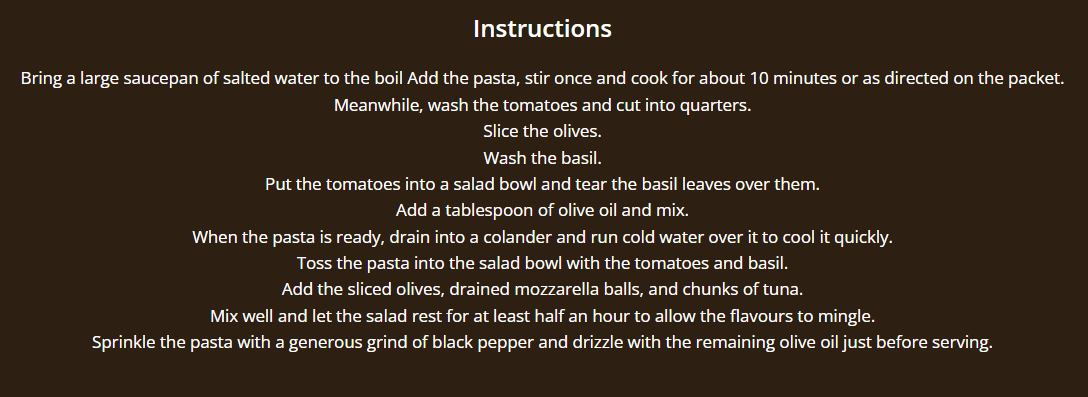 Instructions
Bring a large saucepan of salted water to the boil Add the pasta, stir once and cook for about 10 minutes or as directed on the packet.
Meanwhile, wash the tomatoes and cut into quarters.
Slice the olives.
Wash the basil.
Put the tomatoes into a salad bowl and tear the basil leaves over them.
Add a tablespoon of olive oil and mix.
When the pasta is ready, drain into a colander and run cold water over it to cool it quickly.
Toss the pasta into the salad bowl with the tomatoes and basil.
Add the sliced olives, drained mozzarella balls, and chunks of tuna.
Mix well and let the salad rest for at least half an hour to allow the flavours to mingle.
Sprinkle the pasta with a generous grind of black pepper and drizzle with the remaining olive oil just before serving.